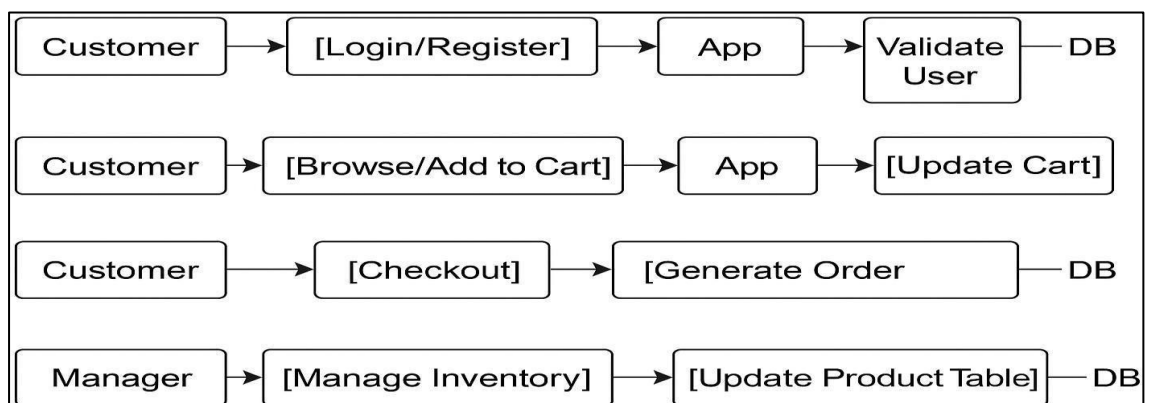 Customer [Login/Register] App Validate User DB
Customer [Browse/Add to Cart] App [Update Cart]
Customer [Checkout] [Generate Order DB
Manager [Manage Inventory] [Update Product Table] DB